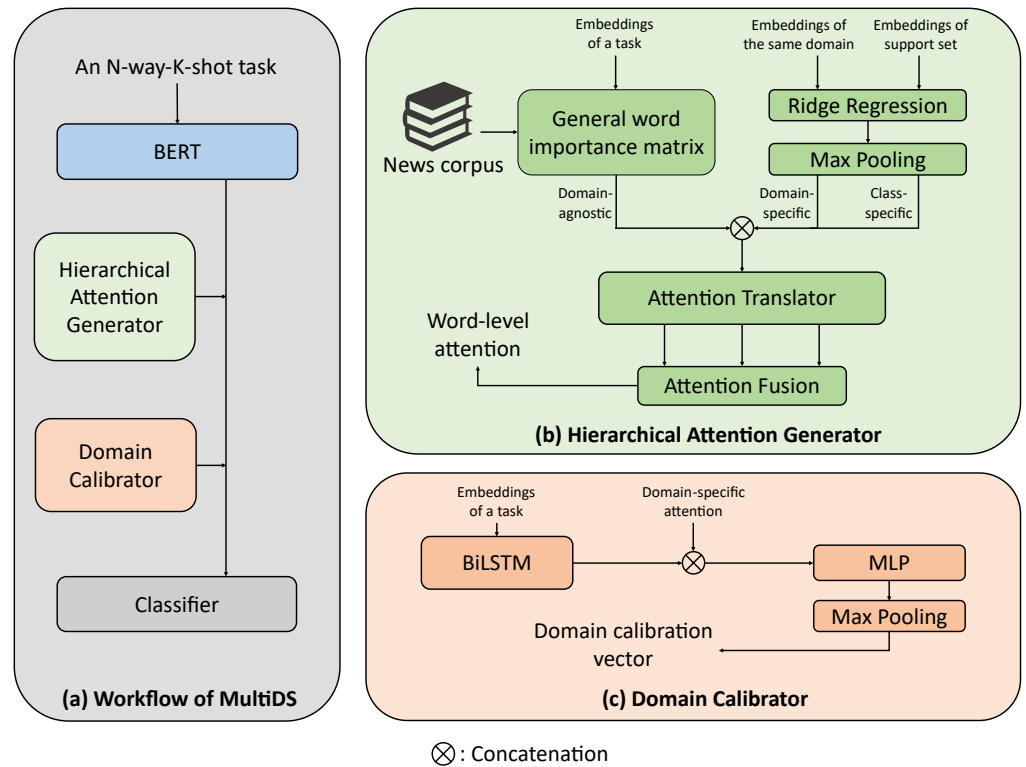 An N-way-K-shot task
BERT
Hierarchical
Attention
Generator
Domain
Calibrator
Classifier
(a) Workflow of MultiDS
Embeddings
of a task
Embeddings of
the same domain
Embeddings of
support set
News corpus
General word
importance matrix
Ridge Regression
Max Pooling
Domain-
agnostic
Domain-
specific
Class-
specific
Attention Translator
Word-level
attention
Attention Fusion
(b) Hierarchical Attention Generator
Embeddings
of a task
Domain-specific
attention
BiLSTM
MLP
Max Pooling
Domain calibration
vector
(c) Domain Calibrator
: Concatenation